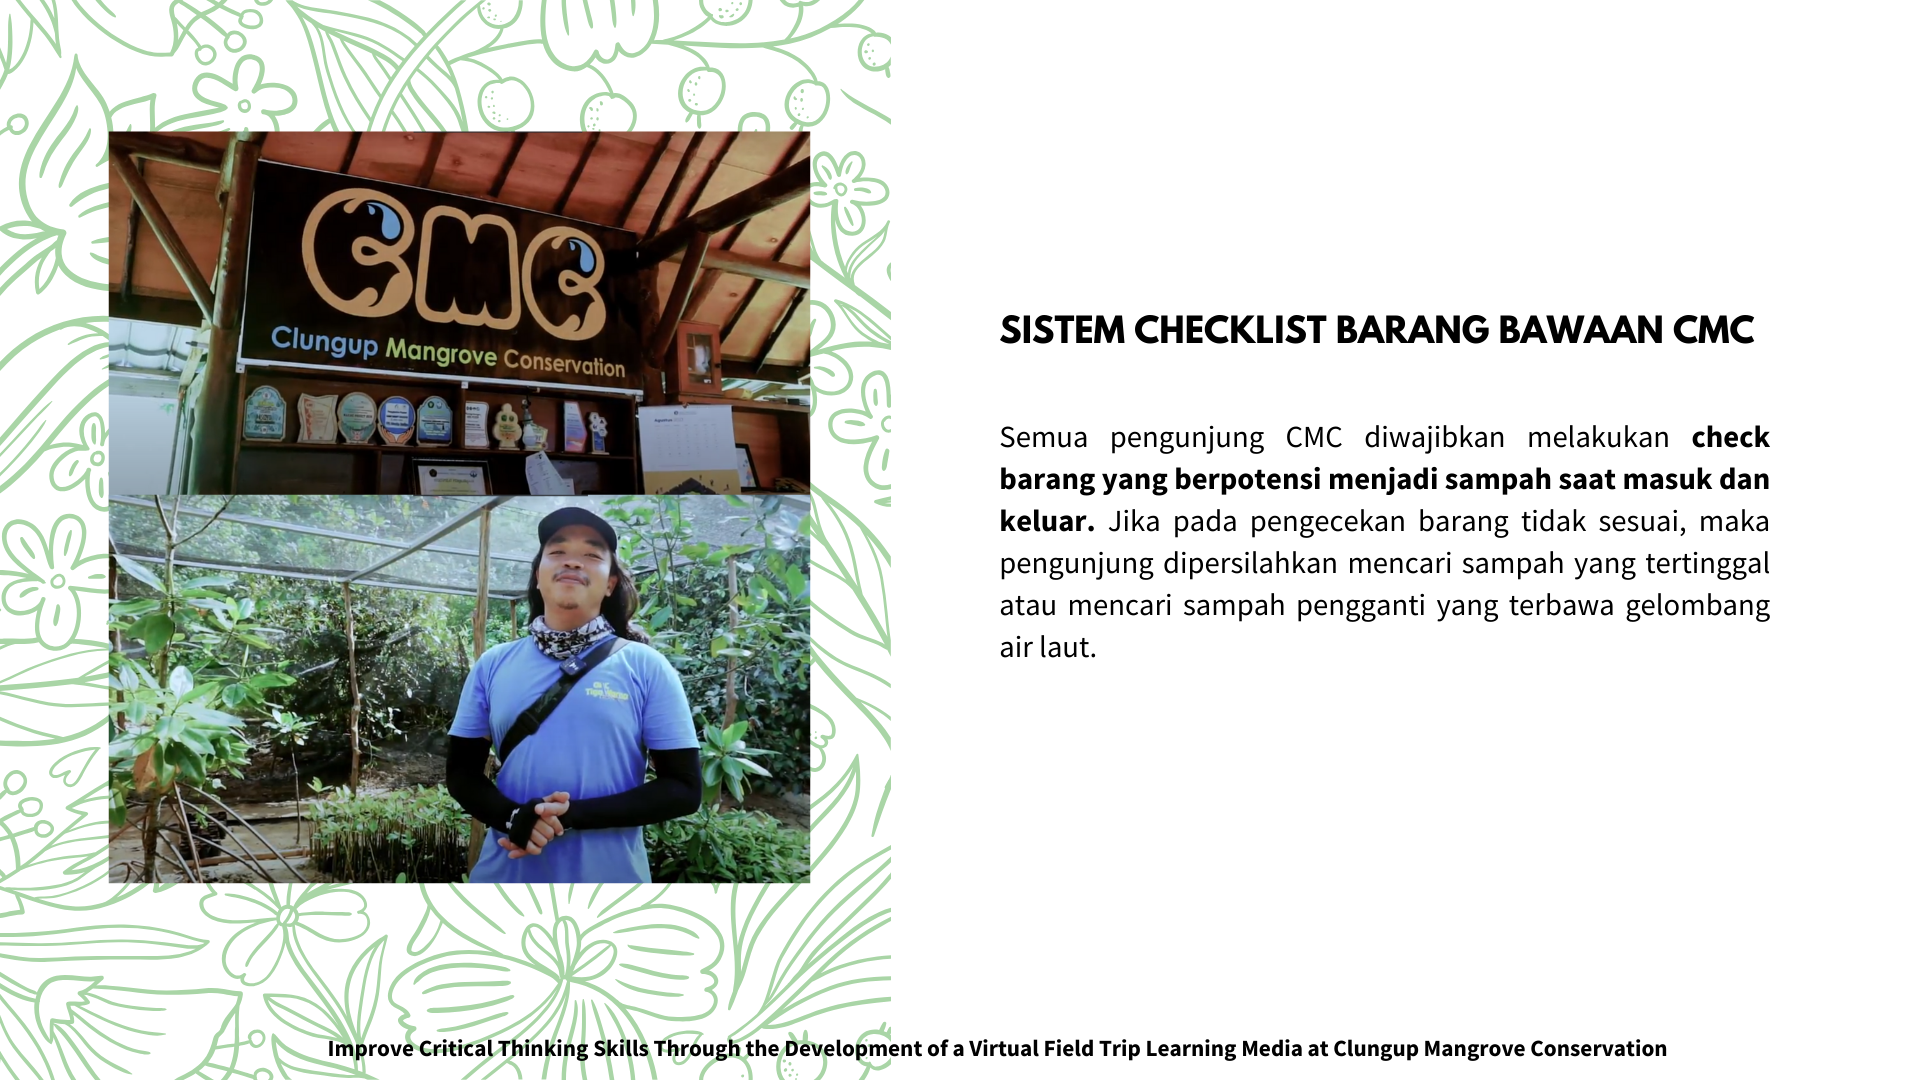 CMC
Clungup Mangrove Conservation
SISTEM CHECKLIST BARANG BAWAAN CMC
Semua pengunjung CMC diwajibkan melakukan check
barang yang berpotensi menjadi sampah saat masuk dan
keluar. Jika pada pengecekan barang tidak sesuai, maka
pengunjung dipersilahkan mencari sampah yang tertinggal
atau mencari sampah pengganti yang terbawa gelombang
air laut.
Improve Critical Thinking Skills Through the Development of a Virtual Field Trip Learning Media at Clungup Mangrove Conservation